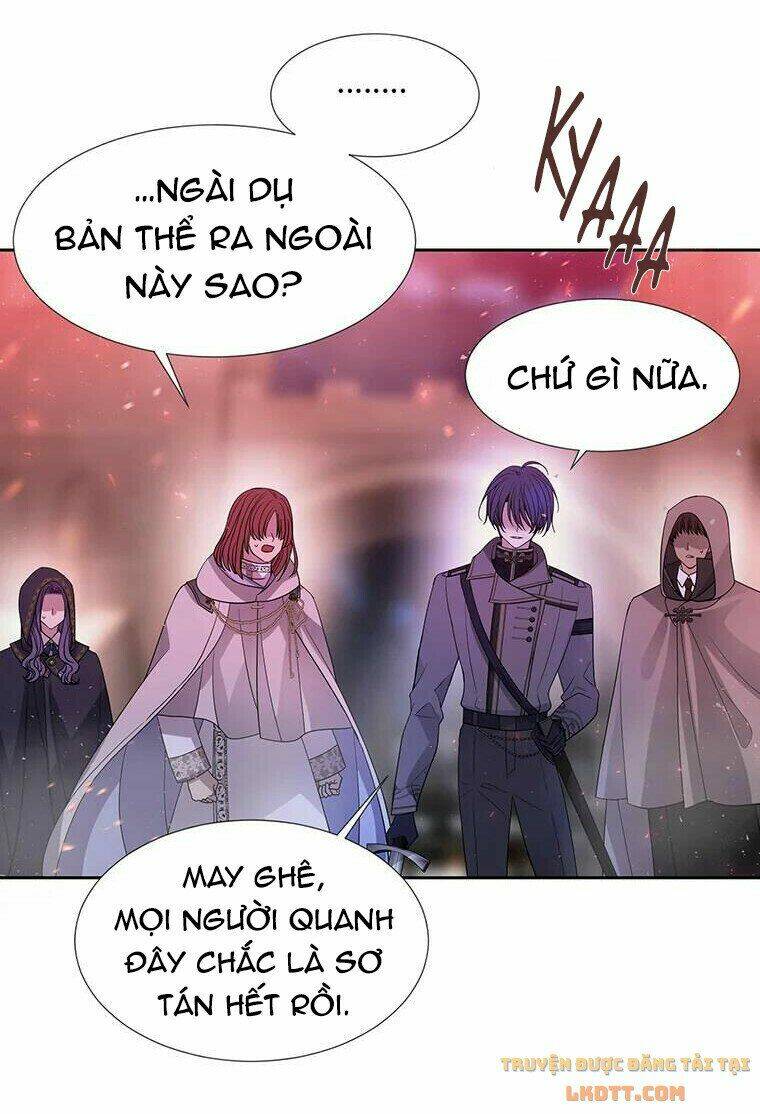 ........
...NGÀI DỤ
BẢN THỂ RA NGOÀI
NÀY SAO?
KYAAA
CHỨ GÌ NỮA.
MAY GHÊ,
MỌI NGƯỜI QUANH
ĐÂY CHẮC LÀ SƠ
TÁN HẾT RỒI.
TRUYỆN ĐƯỢC ĐĂNG TẢI TẠI
LKDTT.COM